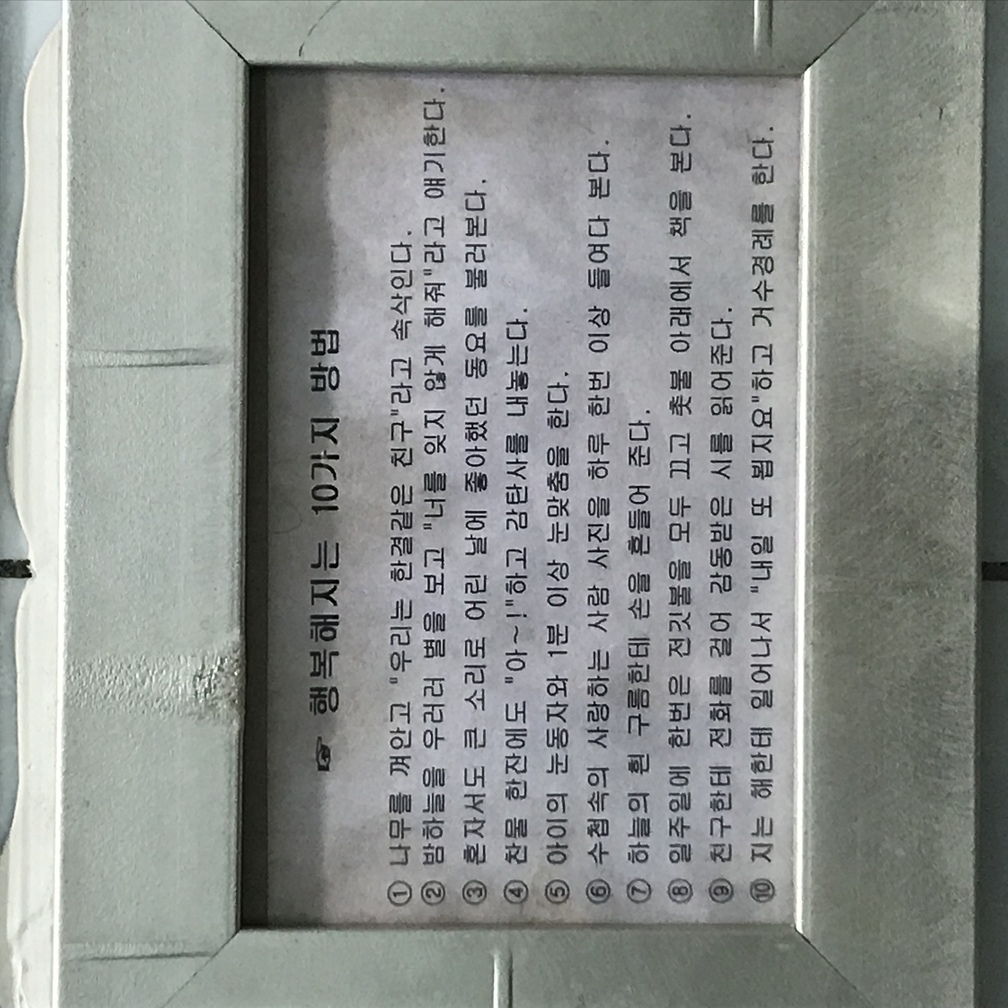 ☞ 행복해지는 10가지 방법
① 나무를 껴안고 "우리는 한결같은 친구"라고 속삭인다.
② 밤하늘을 우러러 별을 보고 "너를 잊지 않게 해줘"라고 얘기한다.
③ 혼자서도 큰 소리로 어린 날에 좋아했던 동요를 불러본다.
④ 찬물 한잔에도 "아~!"하고 감탄사를 내놓는다.
⑤ 아이의 눈동자와 1분 이상 눈맞춤을 한다.
⑥ 수첩속의 사랑하는 사람 사진을 하루 한번 이상 들여다 본다.
⑦ 하늘의 흰 구름한테 손을 흔들어 준다.
⑧ 일주일에 한번은 전깃불을 모두 끄고 촛불 아래에서 책을 본다.
⑨ 친구한테 전화를 걸어 감동받은 시를 읽어준다.
⑩ 지는 해한테 일어나서 "내일 또 뵙지요"하고 거수경례를 한다.